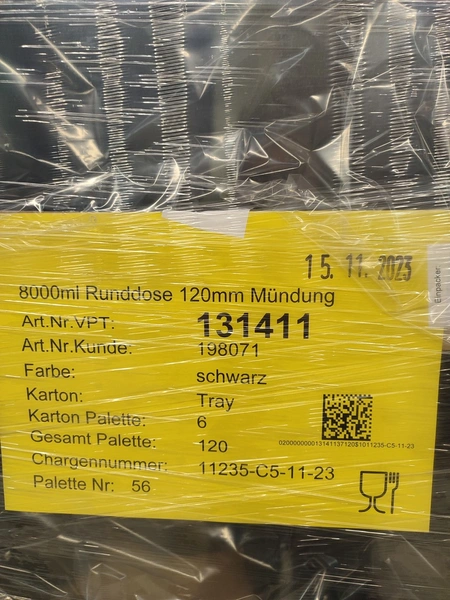 15. 11. 2023
Einpacker
8000ml Runddose 120mm Mündung
Art.Nr.VPT: 131411
Art.Nr.Kunde: 198071
Farbe: schwarz
Karton: Tray
Karton Palette: 6
Gesamt Palette: 120
Chargennummer: 11235-C5-11-23
Palette Nr: 56